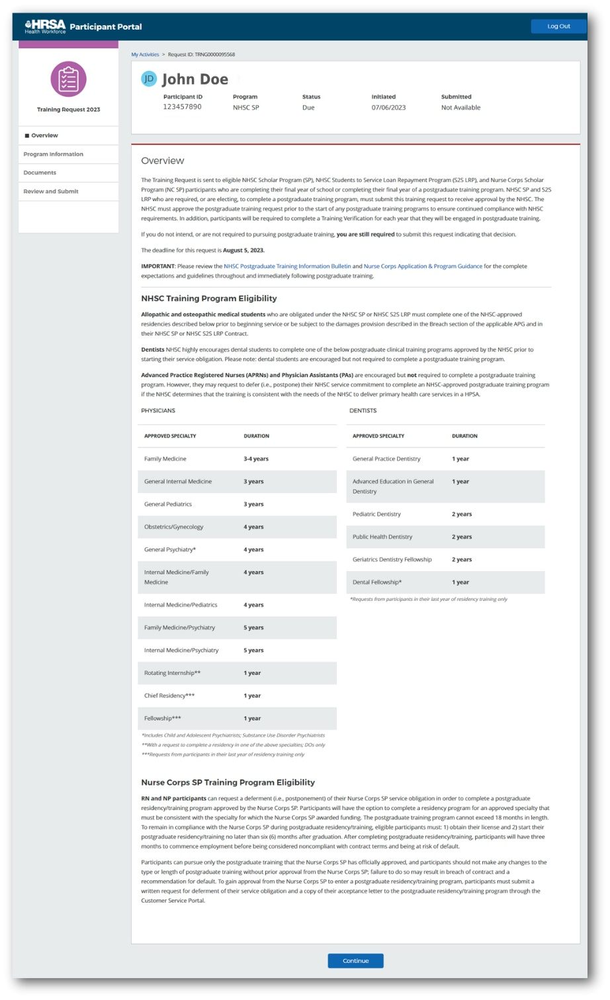 HRSA
Health Workforce
Participant Portal
Log Out
Training Request 2023
Overview
Program Information
Documents
Review and Submit
My Activities > Request ID: TRNG0000095568
JD John Doe
Participant ID Program Status Initiated Submitted
123457890 NHSC SP Due 07/06/2023 Not Available
Overview
The Training Request is sent to eligible NHSC Scholar Program (SP), NHSC Students to Service Loan Repayment Program (S2S LRP), and Nurse Corps Scholar
Program (NC SP) participants who are completing their final year of school or completing their final year of a postgraduate training program. NHSC SP and S2S
LRP who are required, or are electing, to complete a postgraduate training program, must submit this training request to receive approval by the NHSC. The
NHSC must approve the postgraduate training request prior to the start of any postgraduate training programs to ensure continued compliance with NHSC
requirements. In addition, participants will be required to complete a Training Verification for each year that they will be engaged in postgraduate training.
If you do not intend, or are not required to pursuing postgraduate training, you are still required to submit this request indicating that decision.
The deadline for this request is August 5, 2023.
IMPORTANT: Please review the NHSC Postgraduate Training Information Bulletin and Nurse Corps Application & Program Guidance for the complete
expectations and guidelines throughout and immediately following postgraduate training.
NHSC Training Program Eligibility
Allopathic and osteopathic medical students who are obligated under the NHSC SP or NHSC S2S LRP must complete one of the NHSC-approved
residencies described below prior to beginning service or be subject to the damages provision described in the Breach section of the applicable APG and in
their NHSC SP or NHSC S2S LRP Contract.
Dentists NHSC highly encourages dental students to complete one of the below postgraduate clinical training programs approved by the NHSC prior to
starting their service obligation. Please note: dental students are encouraged but not required to complete a postgraduate training program.
Advanced Practice Registered Nurses (APRNs) and Physician Assistants (PAs) are encouraged but not required to complete a postgraduate training
program. However, they may request to defer (i.e., postpone) their NHSC service commitment to complete an NHSC-approved postgraduate training program
if the NHSC determines that the training is consistent with the needs of the NHSC to deliver primary health care services in a HPSA.
PHYSICIANS
APPROVED SPECIALTY DURATION
Family Medicine 3-4 years
General Internal Medicine 3 years
General Pediatrics 3 years
Obstetrics/Gynecology 4 years
General Psychiatry* 4 years
Internal Medicine/Family 4 years
Medicine
Internal Medicine/Pediatrics 4 years
Family Medicine/Psychiatry 5 years
Internal Medicine/Psychiatry 5 years
Rotating Internship** 1 year
Chief Residency*** 1 year
Fellowship*** 1 year
*Includes Child and Adolescent Psychiatrists; Substance Use Disorder Psychiatrists
**With a request to complete a residency in one of the above specialties; DOs only
***Requests from participants in their last year of residency training only
DENTISTS
APPROVED SPECIALTY DURATION
General Practice Dentistry 1 year
Advanced Education in General 1 year
Dentistry
Pediatric Dentistry 2 years
Public Health Dentistry 2 years
Geriatrics Dentistry Fellowship 2 years
Dental Fellowship* 1 year
*Requests from participants in their last year of residency training only
Nurse Corps SP Training Program Eligibility
RN and NP participants can request a deferment (i.e., postponement) of their Nurse Corps SP service obligation in order to complete a postgraduate
residency/training program approved by the Nurse Corps SP. Participants will have the option to complete a residency program for an approved specialty that
must be consistent with the specialty for which the Nurse Corps SP awarded funding. The postgraduate training program cannot exceed 18 months in length.
To remain in compliance with the Nurse Corps SP during postgraduate residency/training, eligible participants must: 1) obtain their license and 2) start their
postgraduate residency/training no later than six (6) months after graduation. After completing postgraduate residency/training, participants will have three
months to commence employment before being considered noncompliant with contract terms and being at risk of default.
Participants can pursue only the postgraduate training that the Nurse Corps SP has officially approved, and participants should not make any changes to the
type or length of postgraduate training without prior approval from the Nurse Corps SP; failure to do so may result in breach of contract and a
recommendation for default. To gain approval from the Nurse Corps SP to enter a postgraduate residency/training program, participants must submit a
written request for deferment of their service obligation and a copy of their acceptance letter to the postgraduate residency/training program through the
Customer Service Portal.
Continue